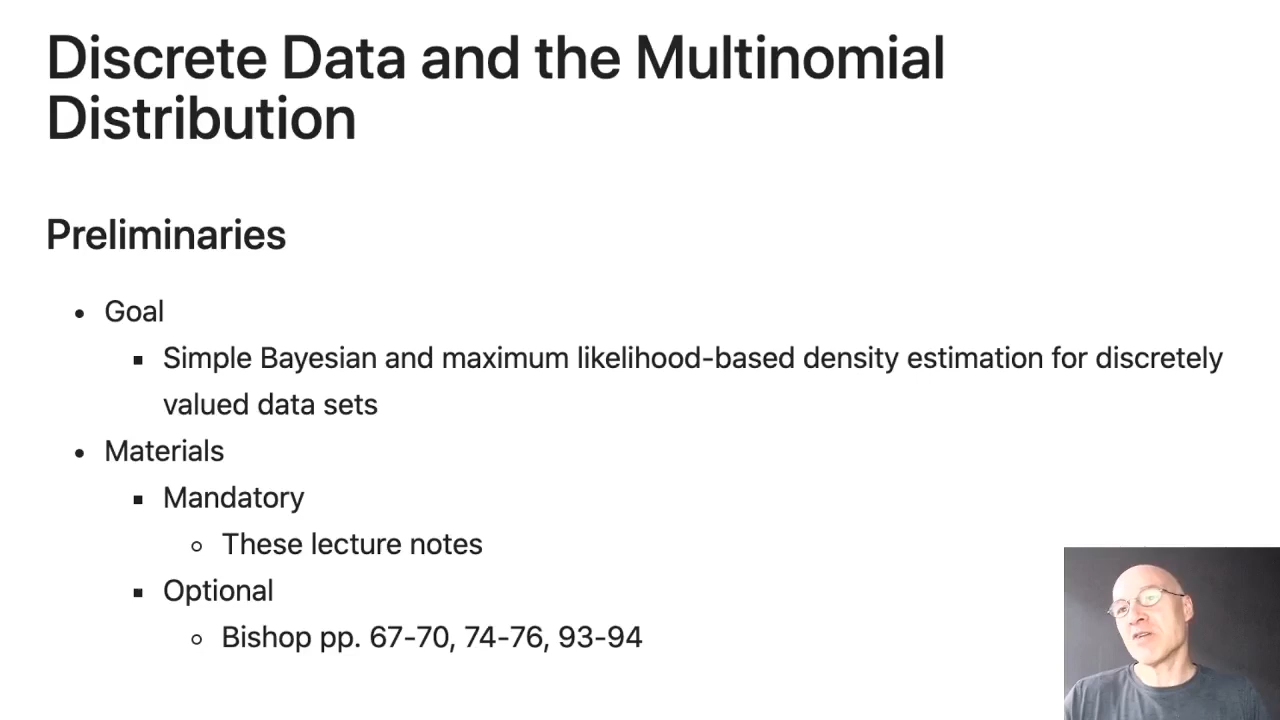 Discrete Data and the Multinomial
Distribution
Preliminaries
Goal
Simple Bayesian and maximum likelihood-based density estimation for discretely
valued data sets
Materials
Mandatory
These lecture notes
Optional
Bishop pp. 67-70, 74-76, 93-94